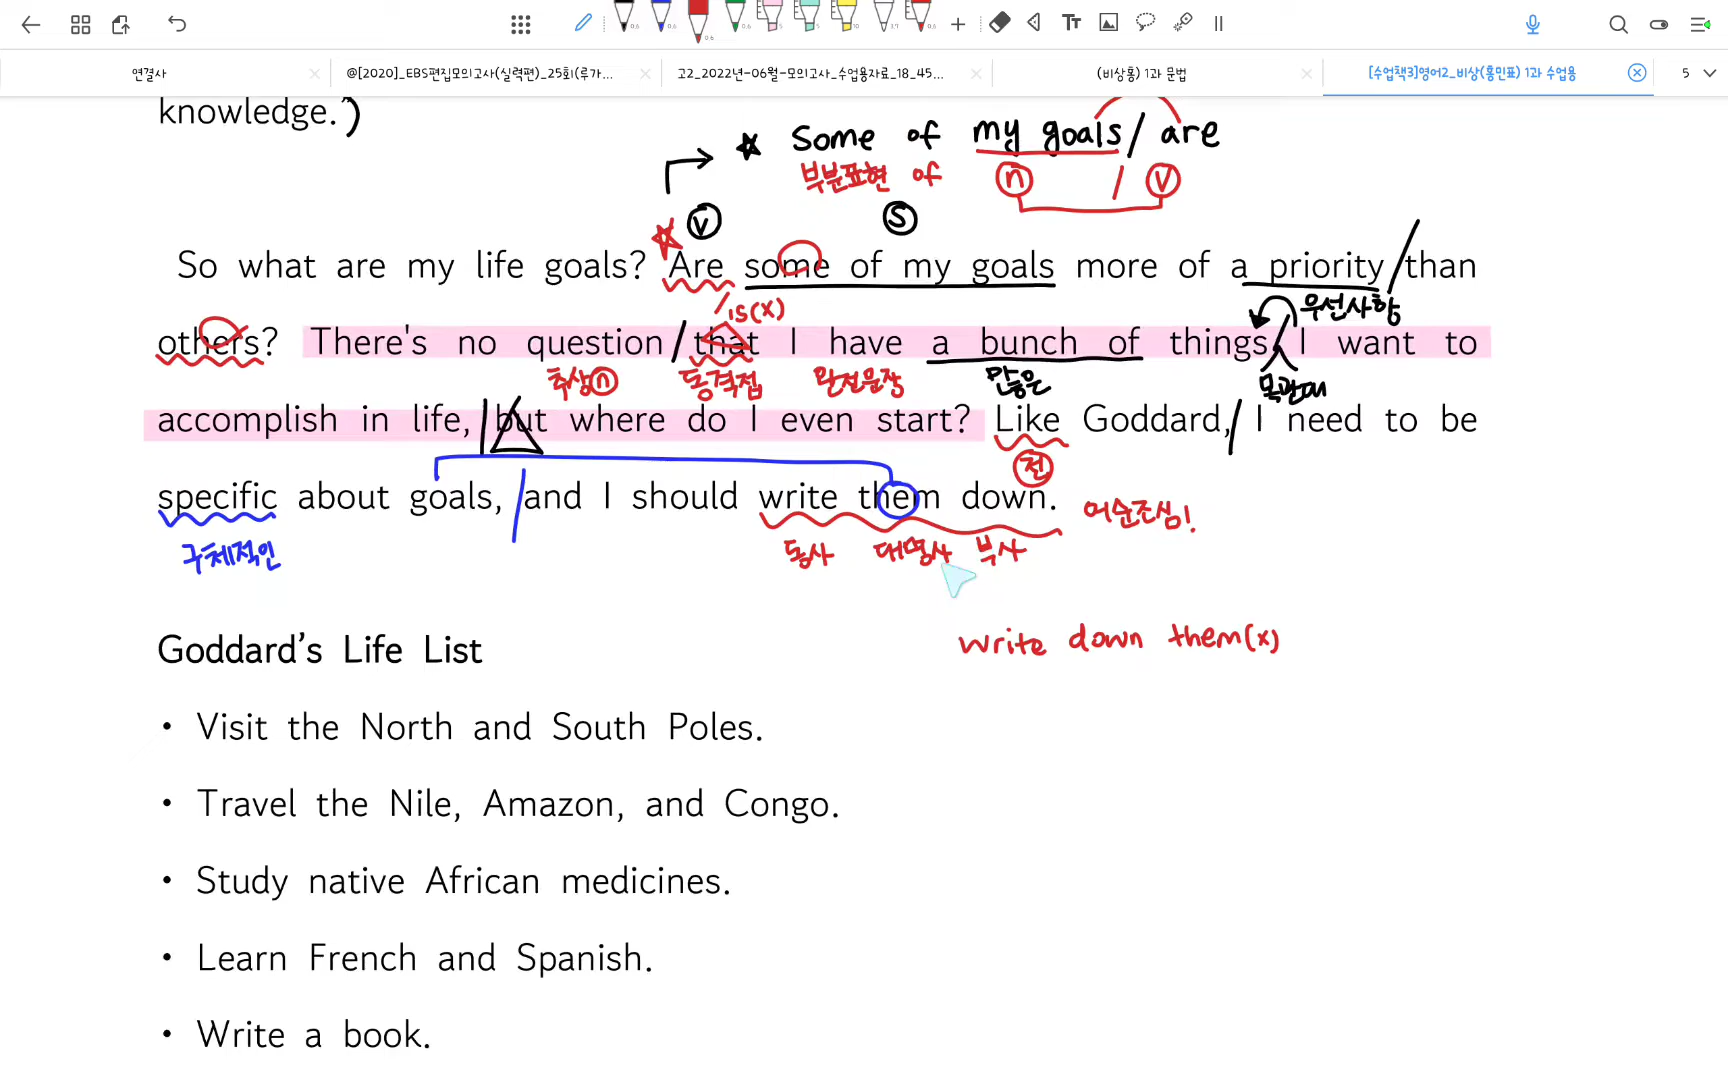 연결사
@[2020]_EBS편집모의고사(실력편)_25회(류가...
고2_2022년-06월-모의고사_수업용자료_18_45...
(비상홍) 1과 문법
[수업책3]영어2_비상(홍민표) 1과 수업용
5
knowledge.)
☆ Some of my goals / are
부분표현 of ⓝ / ⓥ
ⓥ ⓢ
So what are my life goals? ☆ Are some of my goals more of a priority / than
/is(x) 우선사항
others? There's no question / that I have a bunch of things / I want to
추상ⓝ 동격접 완전문장 많은 목관대
accomplish in life, / but where do I even start? Like Goddard, / I need to be
전
specific about goals, / and I should write them down. 어순조심!
구체적인 동사 대명사 부사
write down them(x)
Goddard’s Life List
• Visit the North and South Poles.
• Travel the Nile, Amazon, and Congo.
• Study native African medicines.
• Learn French and Spanish.
• Write a book.